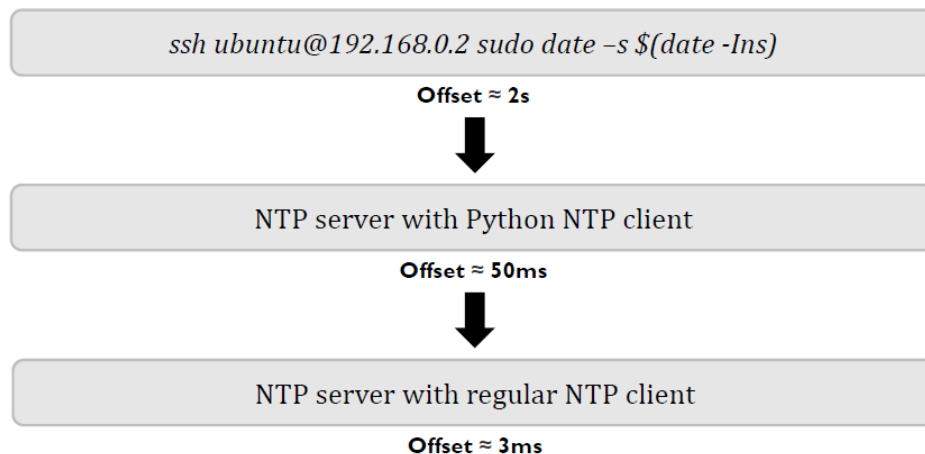 ssh ubuntu@192.168.0.2 sudo date –s $(date -Ins)
Offset ≈ 2s
NTP server with Python NTP client
Offset ≈ 50ms
NTP server with regular NTP client
Offset ≈ 3ms